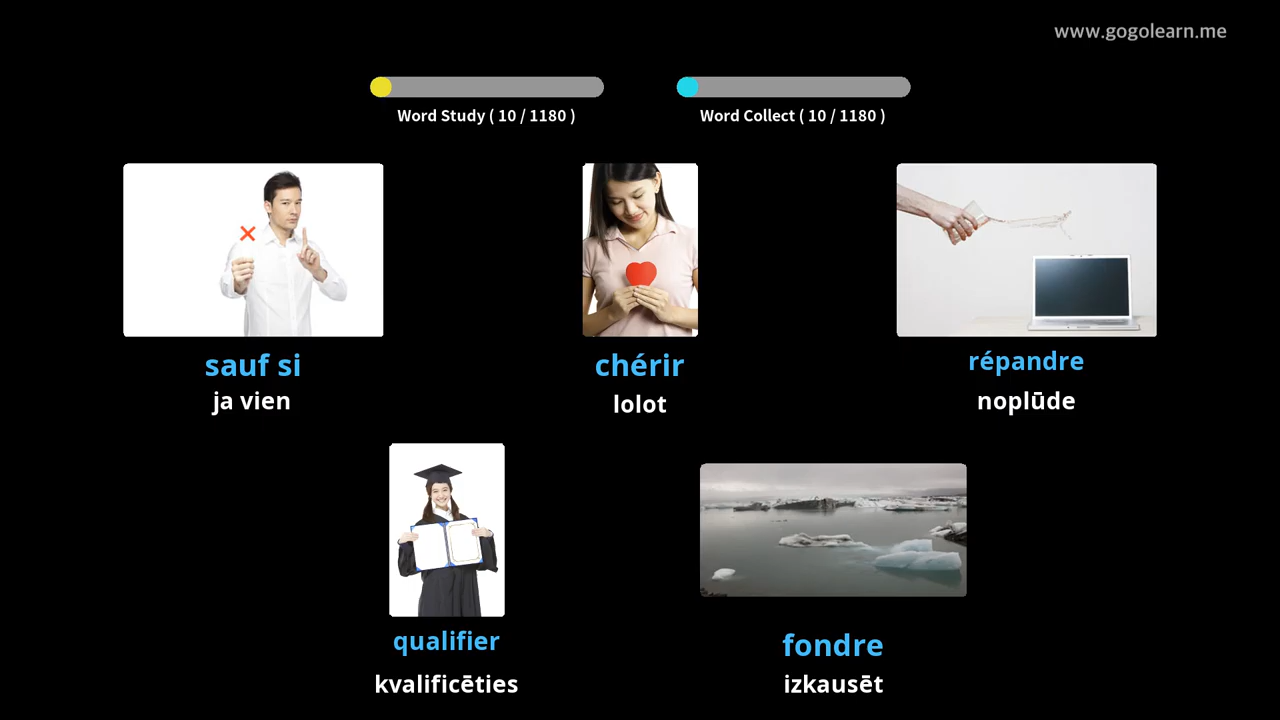 www.gogolearn.me
Word Study ( 10 / 1180 )
Word Collect ( 10 / 1180 )
sauf si
ja vien
chérir
lolot
répandre
noplūde
qualifier
kvalificēties
fondre
izkausēt